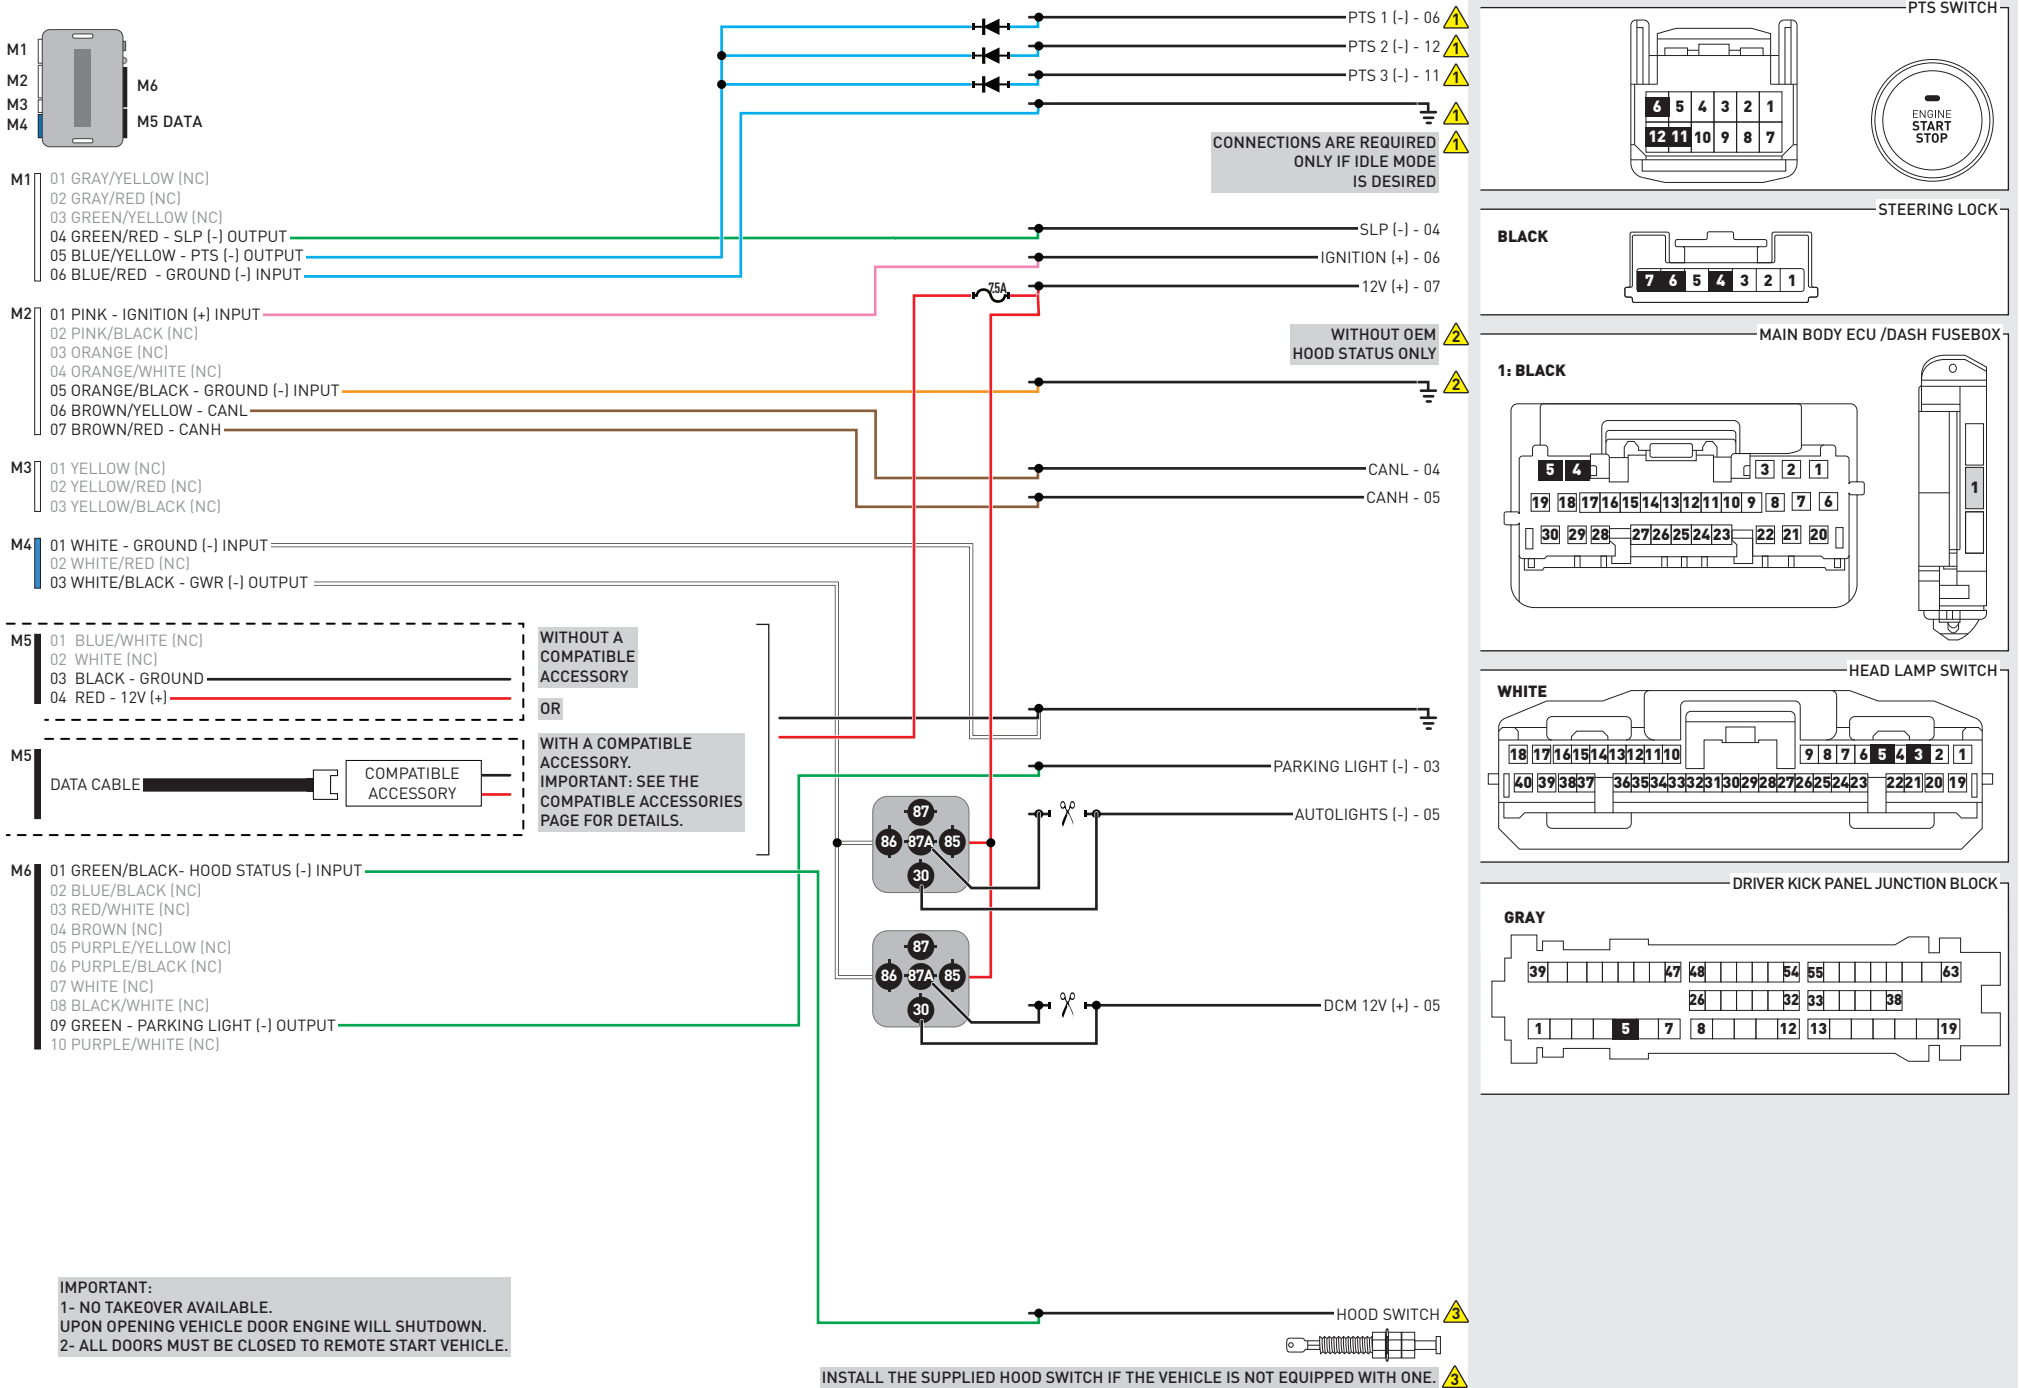 M1
M2
M3
M4
M6
M5 DATA
M1
01 GRAY/YELLOW (NC)
02 GRAY/RED (NC)
03 GREEN/YELLOW (NC)
04 GREEN/RED - SLP (-) OUTPUT
05 BLUE/YELLOW - PTS (-) OUTPUT
06 BLUE/RED - GROUND (-) INPUT
M2
01 PINK - IGNITION (+) INPUT
02 PINK/BLACK (NC)
03 ORANGE (NC)
04 ORANGE/WHITE (NC)
05 ORANGE/BLACK - GROUND (-) INPUT
06 BROWN/YELLOW - CANL
07 BROWN/RED - CANH
M3
01 YELLOW (NC)
02 YELLOW/RED (NC)
03 YELLOW/BLACK (NC)
M4
01 WHITE - GROUND (-) INPUT
02 WHITE/RED (NC)
03 WHITE/BLACK - GWR (-) OUTPUT
M5
01 BLUE/WHITE (NC)
02 WHITE (NC)
03 BLACK - GROUND
04 RED - 12V (+)
WITHOUT A
COMPATIBLE
ACCESSORY
OR
M5
DATA CABLE
COMPATIBLE
ACCESSORY
WITH A COMPATIBLE
ACCESSORY.
IMPORTANT: SEE THE
COMPATIBLE ACCESSORIES
PAGE FOR DETAILS.
M6
01 GREEN/BLACK- HOOD STATUS (-) INPUT
02 BLUE/BLACK (NC)
03 RED/WHITE (NC)
04 BROWN (NC)
05 PURPLE/YELLOW (NC)
06 PURPLE/BLACK (NC)
07 WHITE (NC)
08 BLACK/WHITE (NC)
09 GREEN - PARKING LIGHT (-) OUTPUT
10 PURPLE/WHITE (NC)
IMPORTANT:
1- NO TAKEOVER AVAILABLE.
UPON OPENING VEHICLE DOOR ENGINE WILL SHUTDOWN.
2- ALL DOORS MUST BE CLOSED TO REMOTE START VEHICLE.
PTS 1 (-) - 06 1
PTS 2 (-) - 12 1
PTS 3 (-) - 11 1
1
CONNECTIONS ARE REQUIRED 1
ONLY IF IDLE MODE
IS DESIRED
SLP (-) - 04
IGNITION (+) - 06
7.5A
12V (+) - 07
WITHOUT OEM 2
HOOD STATUS ONLY
2
CANL - 04
CANH - 05
PARKING LIGHT (-) - 03
AUTOLIGHTS (-) - 05
87
86 87A 85
30
87
86 87A 85
30
DCM 12V (+) - 05
HOOD SWITCH 3
INSTALL THE SUPPLIED HOOD SWITCH IF THE VEHICLE IS NOT EQUIPPED WITH ONE. 3
PTS SWITCH
6 5 4 3 2 1
12 11 10 9 8 7
ENGINE
START
STOP
STEERING LOCK
BLACK
7 6 5 4 3 2 1
MAIN BODY ECU /DASH FUSEBOX
1: BLACK
5 4 3 2 1
19 18 17 16 15 14 13 12 11 10 9 8 7 6
30 29 28 27 26 25 24 23 22 21 20
1
HEAD LAMP SWITCH
WHITE
18 17 16 15 14 13 12 11 10 9 8 7 6 5 4 3 2 1
40 39 38 37 36 35 34 33 32 31 30 29 28 27 26 25 24 23 22 21 20 19
DRIVER KICK PANEL JUNCTION BLOCK
GRAY
39 47 48 54 55 63
26 32 33 38
1 5 7 8 12 13 19